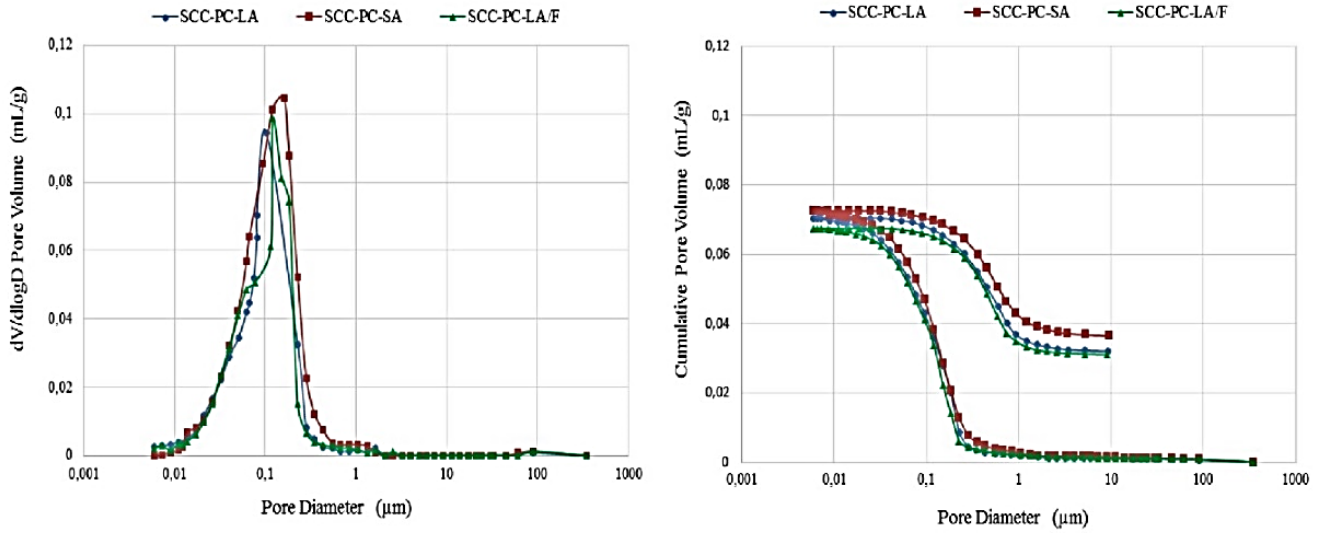 SCC-PC-LA SCC-PC-SA SCC-PC-LA/F
0,12
0,1
0,08
0,06
0,04
0,02
0
dV/dlogD Pore Volume (mL/g)
0,001 0,01 0,1 1 10 100 1000
Pore Diameter (µm)
SCC-PC-LA SCC-PC-SA SCC-PC-LA/F
0,12
0,1
0,08
0,06
0,04
0,02
0
Cumulative Pore Volume (mL/g)
0,001 0,01 0,1 1 10 100 1000
Pore Diameter (µm)